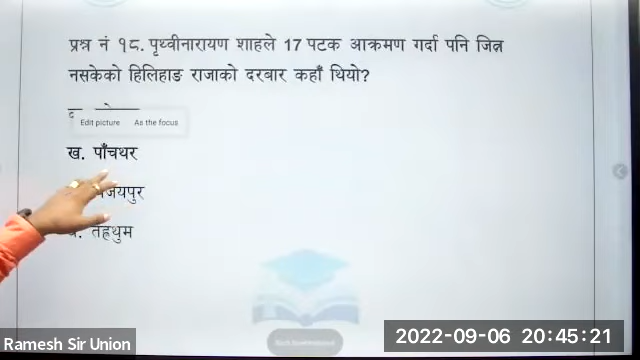 प्रश्न नं १८. पृथ्वीनारायण शाहले 17 पटक आक्रमण गर्दा पनि जित्न
नसकेको हिलिहाङ राजाको दरबार कहाँ थियो?
Edit picture As the focus
ख. पाँचथर
तेह्रथुम
Ramesh Sir Union
2022-09-06 20:45:21